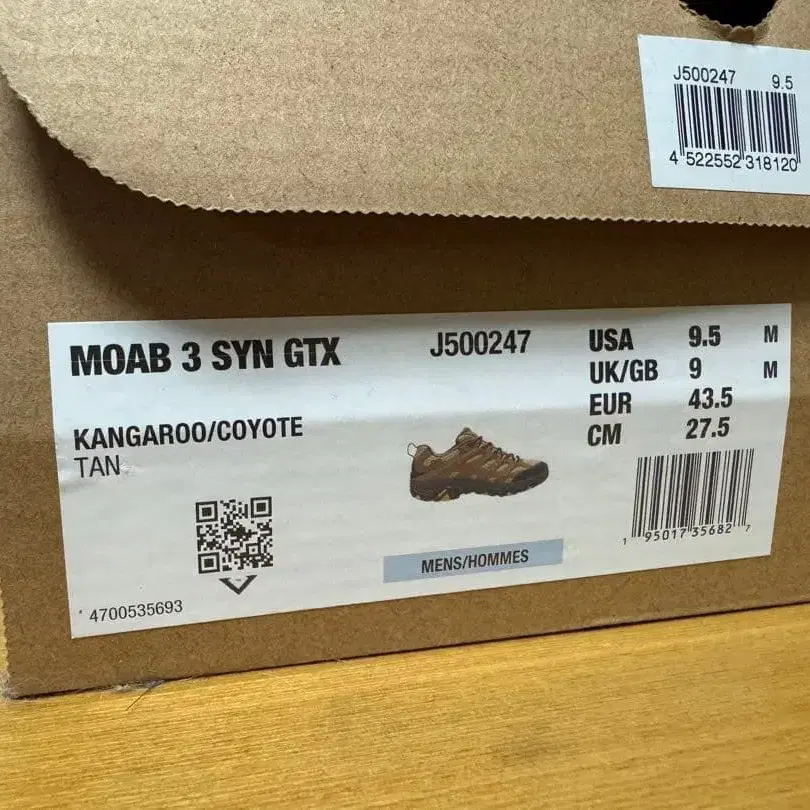 J500247 9.5
4 522552 318120
MOAB 3 SYN GTX J500247
USA 9.5 M
UK/GB 9 M
EUR 43.5
CM 27.5
KANGAROO/COYOTE
TAN
1 95017 35682 7
MENS/HOMMES
4700535693